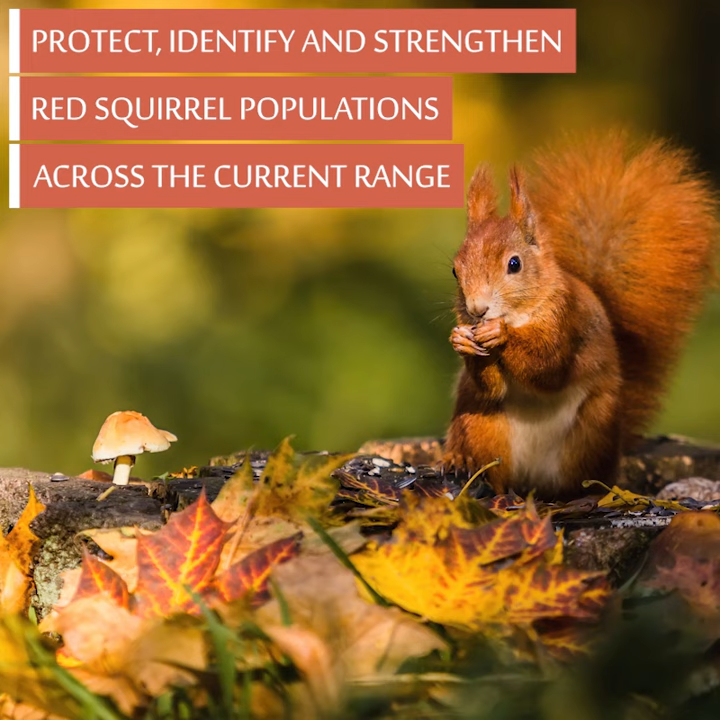 PROTECT, IDENTIFY AND STRENGTHEN
RED SQUIRREL POPULATIONS
ACROSS THE CURRENT RANGE